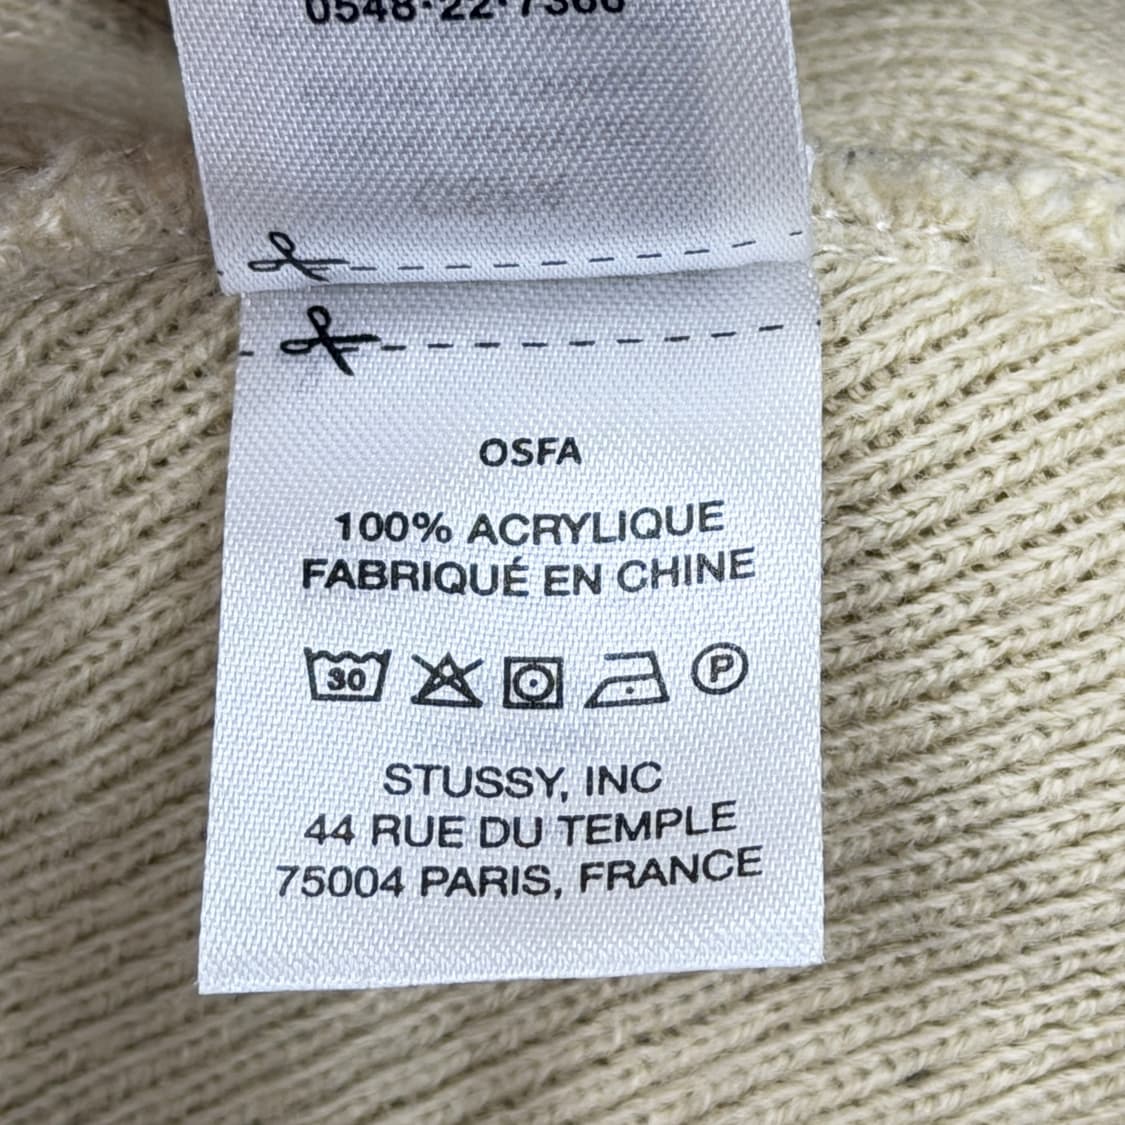 OSFA
100% ACRYLIQUE
FABRIQUÉ EN CHINE
30
P
STUSSY, INC
44 RUE DU TEMPLE
75004 PARIS, FRANCE